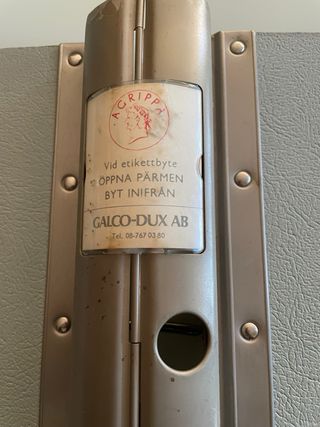 AGRIPPA
Vid etikettbyte
ÖPPNA PÄRMEN
BYT INIFRÅN
GALCO-DUX AB
Tel. 08-767 03 80